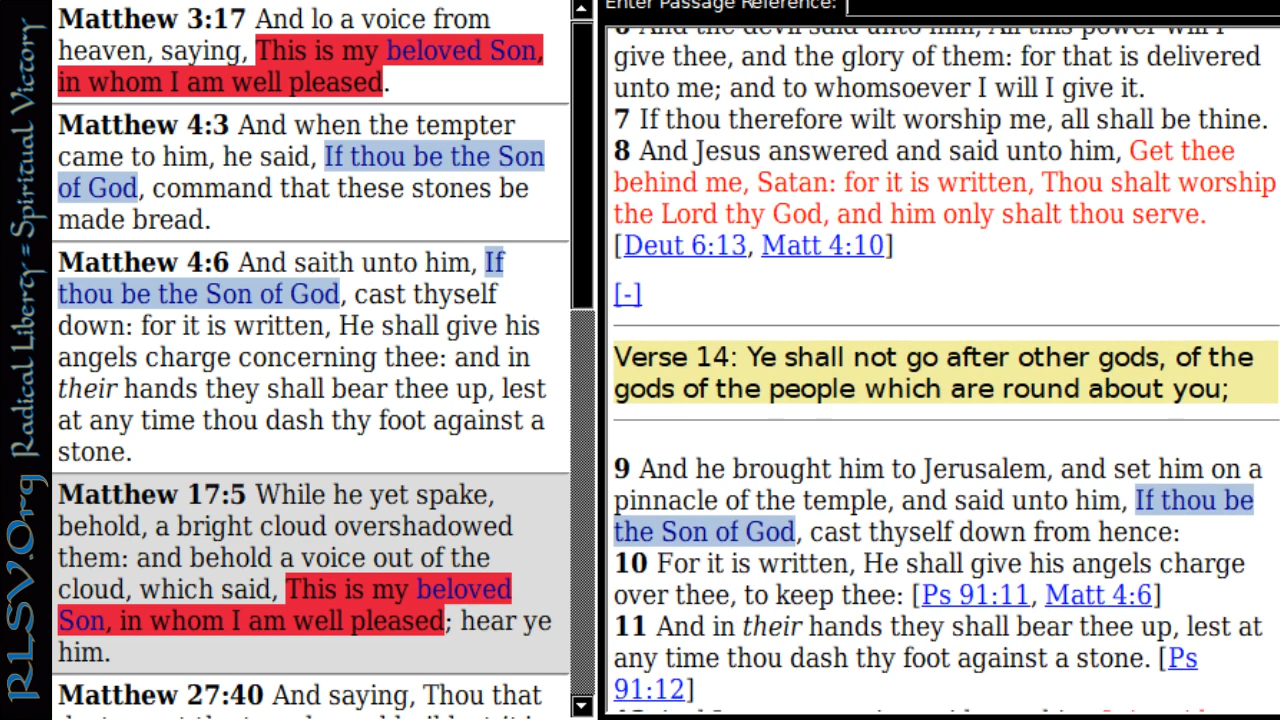 RLSV.Org Radical Liberty = Spiritual Victory
Matthew 3:17 And lo a voice from
heaven, saying, This is my beloved Son,
in whom I am well pleased.
Matthew 4:3 And when the tempter
came to him, he said, If thou be the Son
of God, command that these stones be
made bread.
Matthew 4:6 And saith unto him, If
thou be the Son of God, cast thyself
down: for it is written, He shall give his
angels charge concerning thee: and in
their hands they shall bear thee up, lest
at any time thou dash thy foot against a
stone.
Matthew 17:5 While he yet spake,
behold, a bright cloud overshadowed
them: and behold a voice out of the
cloud, which said, This is my beloved
Son, in whom I am well pleased; hear ye
him.
Matthew 27:40 And saying, Thou that
Enter Passage Reference:
6 And the devil said unto him, All this power will I
give thee, and the glory of them: for that is delivered
unto me; and to whomsoever I will I give it.
7 If thou therefore wilt worship me, all shall be thine.
8 And Jesus answered and said unto him, Get thee
behind me, Satan: for it is written, Thou shalt worship
the Lord thy God, and him only shalt thou serve.
[Deut 6:13, Matt 4:10]
[-]
Verse 14: Ye shall not go after other gods, of the
gods of the people which are round about you;
9 And he brought him to Jerusalem, and set him on a
pinnacle of the temple, and said unto him, If thou be
the Son of God, cast thyself down from hence:
10 For it is written, He shall give his angels charge
over thee, to keep thee: [Ps 91:11, Matt 4:6]
11 And in their hands they shall bear thee up, lest at
any time thou dash thy foot against a stone. [Ps
91:12]